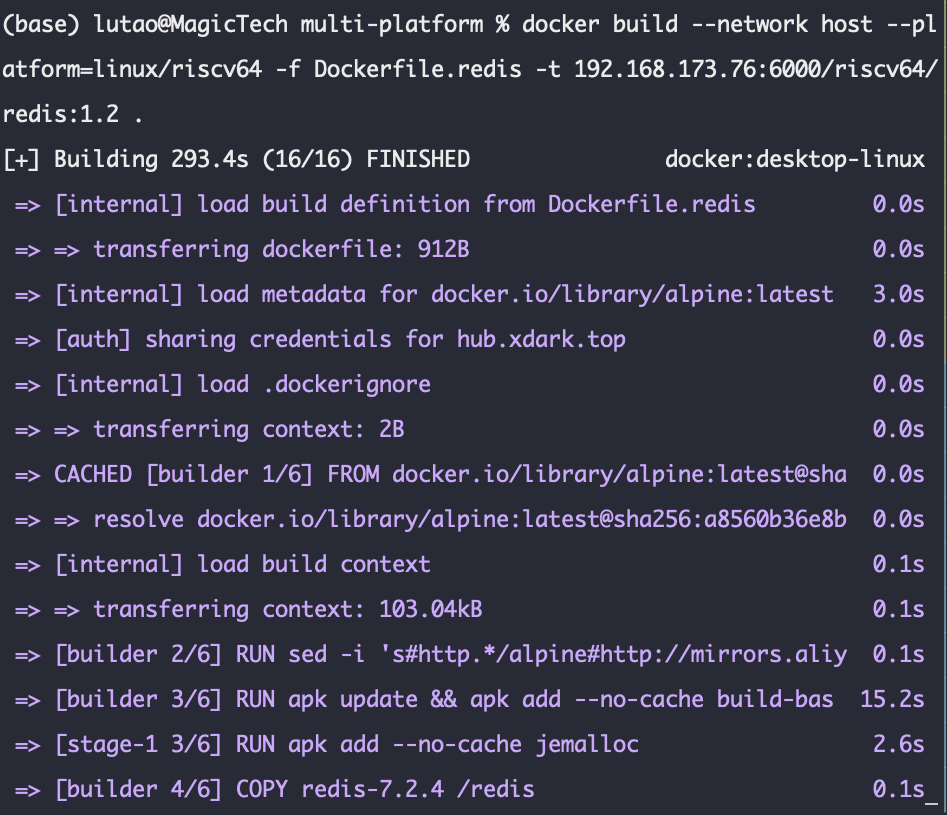 (base) lutao@MagicTech multi-platform % docker build --network host --pl
atform=linux/riscv64 -f Dockerfile.redis -t 192.168.173.76:6000/riscv64/
redis:1.2 .
[+] Building 293.4s (16/16) FINISHED docker:desktop-linux
=> [internal] load build definition from Dockerfile.redis 0.0s
=> => transferring dockerfile: 912B 0.0s
=> [internal] load metadata for docker.io/library/alpine:latest 3.0s
=> [auth] sharing credentials for hub.xdark.top 0.0s
=> [internal] load .dockerignore 0.0s
=> => transferring context: 2B 0.0s
=> CACHED [builder 1/6] FROM docker.io/library/alpine:latest@sha 0.0s
=> => resolve docker.io/library/alpine:latest@sha256:a8560b36e8b 0.0s
=> [internal] load build context 0.1s
=> => transferring context: 103.04kB 0.1s
=> [builder 2/6] RUN sed -i 's#http.*/alpine#http://mirrors.aliy 0.1s
=> [builder 3/6] RUN apk update && apk add --no-cache build-bas 15.2s
=> [stage-1 3/6] RUN apk add --no-cache jemalloc 2.6s
=> [builder 4/6] COPY redis-7.2.4 /redis 0.1s